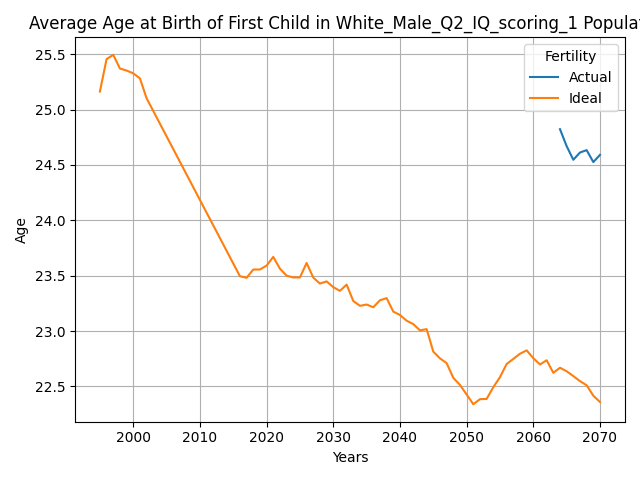 Average Age at Birth of First Child in White_Male_Q2_IQ_scoring_1 Populat
Fertility
Actual
Ideal
25.5
25.0
24.5
24.0
23.5
23.0
22.5
Age
2000 2010 2020 2030 2040 2050 2060 2070
Years